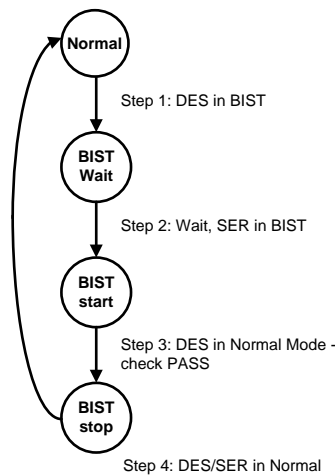 Normal
Step 1: DES in BIST
BIST
Wait
Step 2: Wait, SER in BIST
BIST
start
Step 3: DES in Normal Mode -
check PASS
BIST
stop
Step 4: DES/SER in Normal